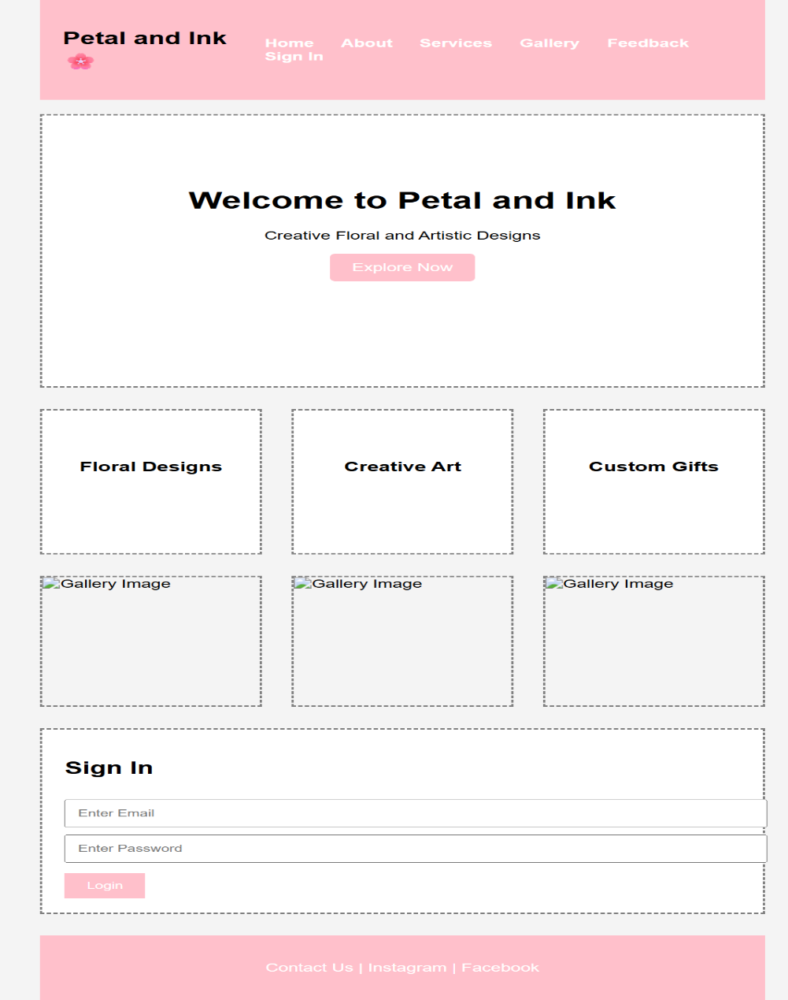 Petal and Ink
🌸
Home About Services Gallery Feedback
Sign In
Welcome to Petal and Ink
Creative Floral and Artistic Designs
Explore Now
Floral Designs Creative Art Custom Gifts
Gallery Image Gallery Image Gallery Image
Sign In
Enter Email
Enter Password
Login
Contact Us | Instagram | Facebook